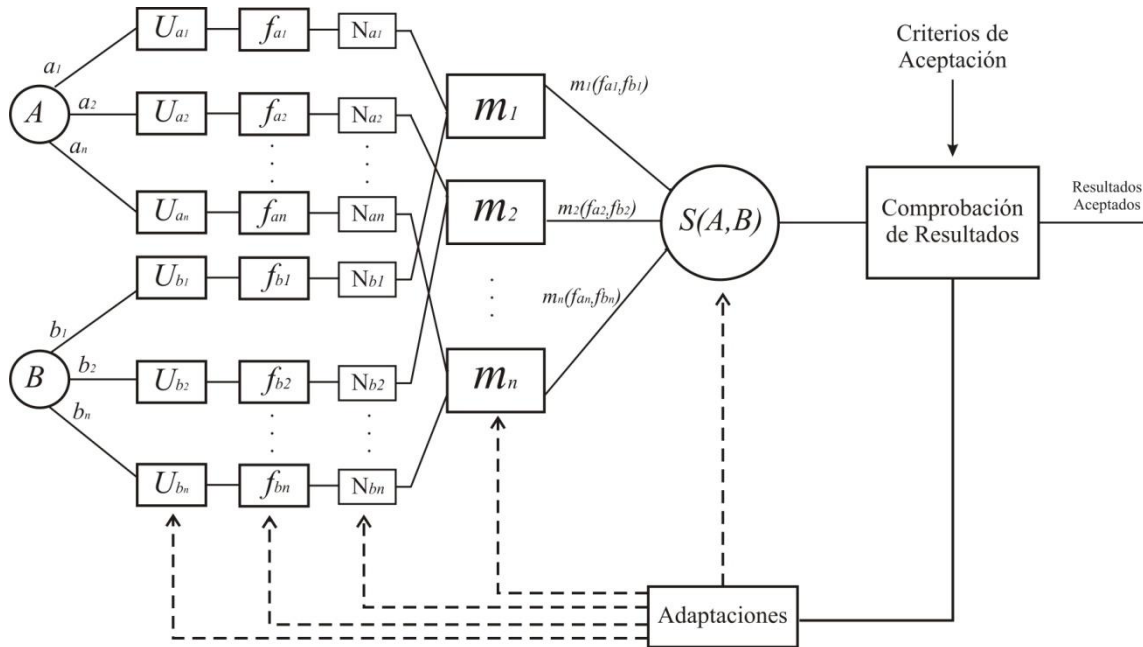 A
a1
a2
an
Ua1
fa1
Na1
Ua2
fa2
Na2
Uan
fan
Nan
B
b1
b2
bn
Ub1
fb1
Nb1
Ub2
fb2
Nb2
Ubn
fbn
Nbn
m1
m2
mn
m1(fa1,fb1)
m2(fa2,fb2)
mn(fan,fbn)
S(A,B)
Criterios de
Aceptación
Comprobación
de Resultados
Resultados
Aceptados
Adaptaciones